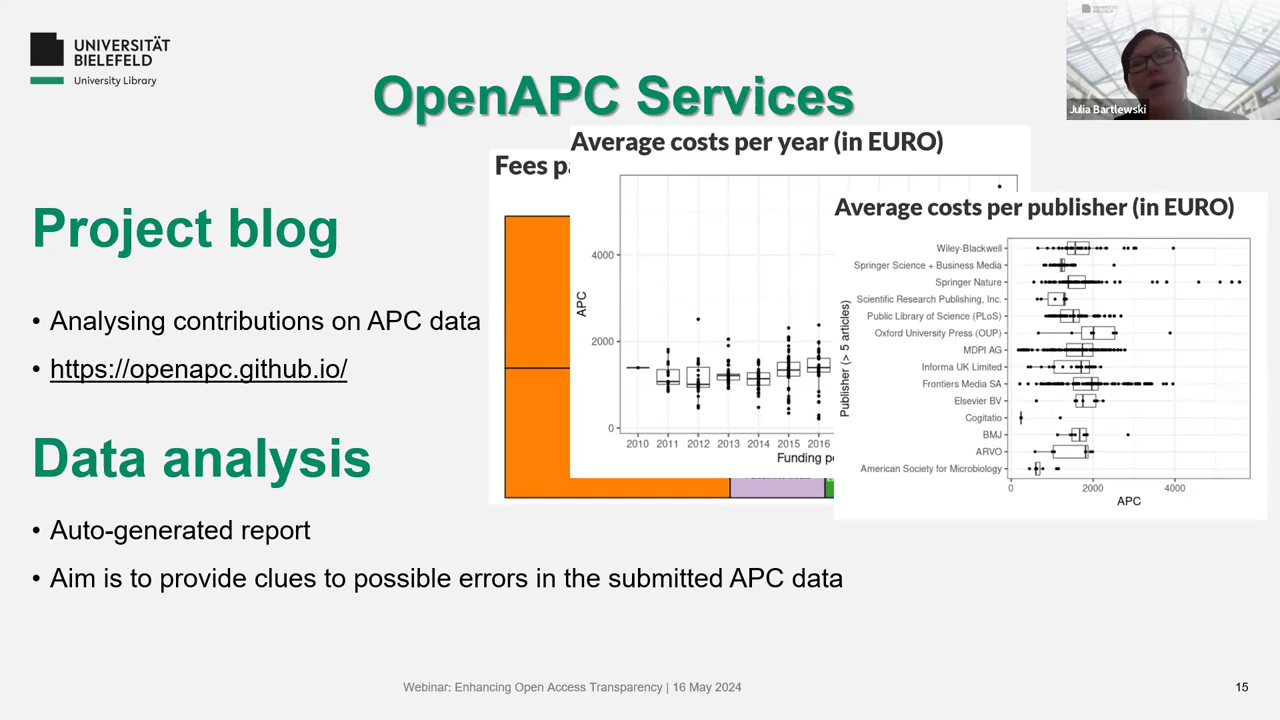 UNIVERSITÄT
BIELEFELD
University Library
OpenAPC Services
Julia Bartlewski
Project blog
• Analysing contributions on APC data
• https://openapc.github.io/
Data analysis
• Auto-generated report
• Aim is to provide clues to possible errors in the submitted APC data
Fees pa
Average costs per year (in EURO)
APC
4000
2000
0
2010 2011 2012 2013 2014 2015 2016
Funding pe
Average costs per publisher (in EURO)
Publisher (> 5 articles)
Wiley-Blackwell
Springer Science + Business Media
Springer Nature
Scientific Research Publishing, Inc.
Public Library of Science (PLoS)
Oxford University Press (OUP)
MDPI AG
Informa UK Limited
Frontiers Media SA
Elsevier BV
Cogitatio
BMJ
ARVO
American Society for Microbiology
0 2000 4000
APC
Webinar: Enhancing Open Access Transparency | 16 May 2024
15